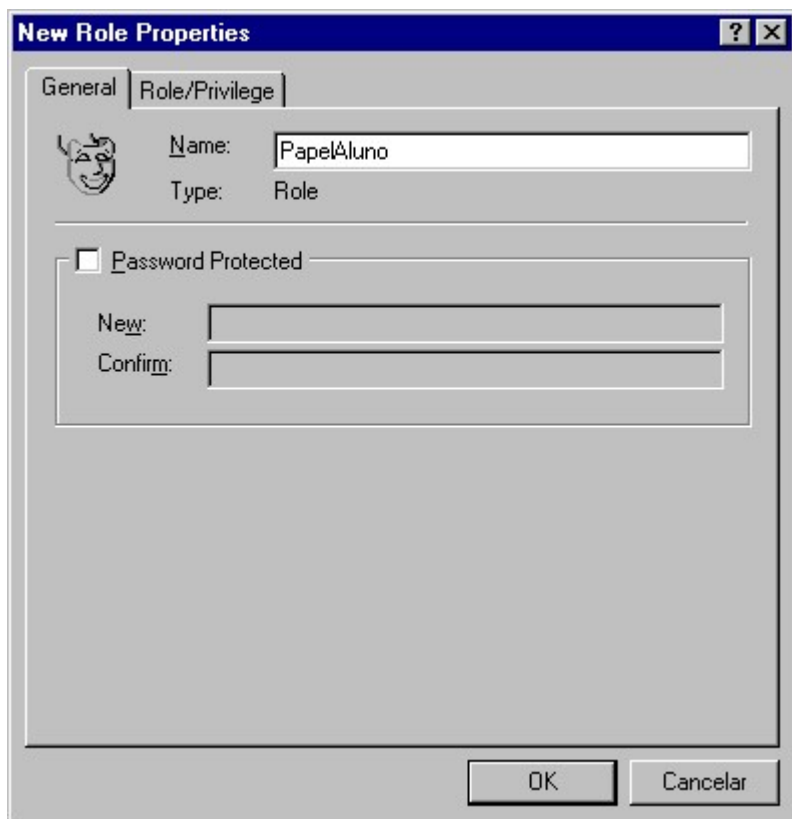 New Role Properties
General Role/Privilege
Name: PapelAluno
Type: Role
Password Protected
New:
Confirm:
OK Cancelar